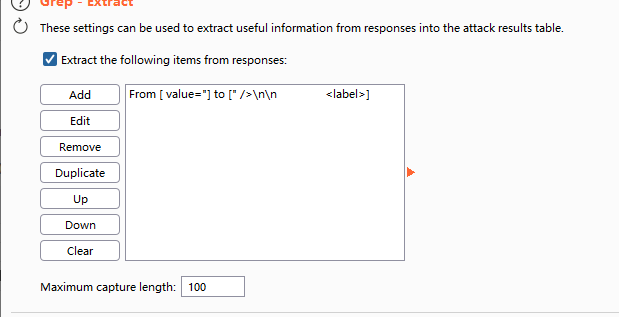 Grep - Extract
These settings can be used to extract useful information from responses into the attack results table.
Extract the following items from responses:
Add
From [ value="] to [" />\n\n <label>]
Edit
Remove
Duplicate
Up
Down
Clear
Maximum capture length: 100